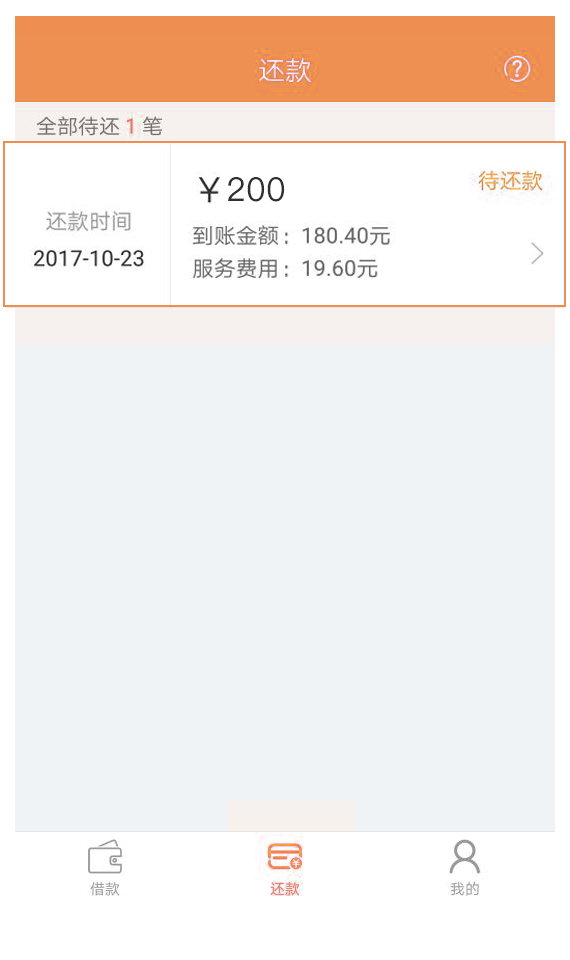 还款
全部待还 1 笔
还款时间
2017-10-23
￥200
待还款
到账金额：180.40元
服务费用：19.60元
借款
还款
我的